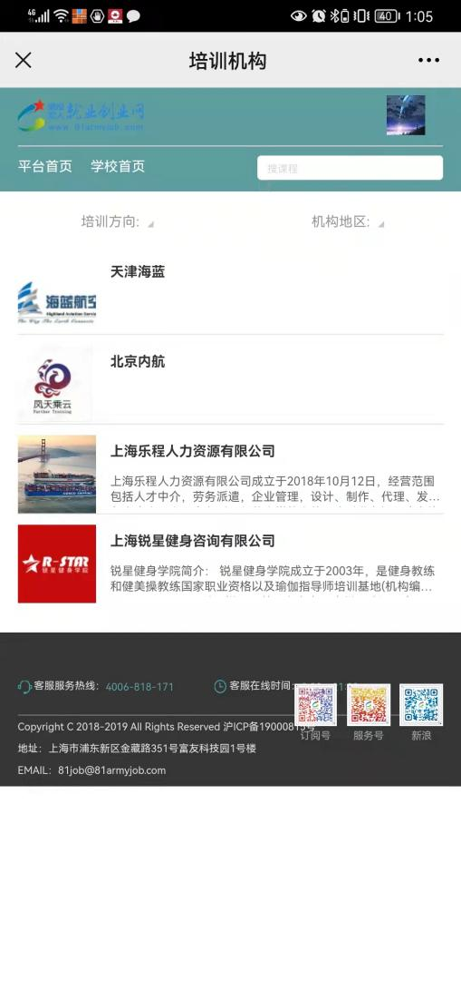 4G
40
1:05
培训机构
就业创业网
www.81armyjob.com
平台首页 学校首页
搜课程
培训方向:
机构地区:
天津海蓝
海蓝航空
Highland Aviation Service
The Way The Earth Connects
北京内航
凤天乘云
Further Training
上海乐程人力资源有限公司
上海乐程人力资源有限公司成立于2018年10月12日，经营范围
包括人才中介，劳务派遣，企业管理，设计、制作、代理、发...
上海锐星健身咨询有限公司
R-STAR
锐星健身学院
锐星健身学院简介： 锐星健身学院成立于2003年，是健身教练
和健美操教练国家职业资格以及瑜伽指导师培训基地(机构编...
客服服务热线：4006-818-171
客服在线时间：
Copyright C 2018-2019 All Rights Reserved 沪ICP备19000815号
订阅号 服务号 新浪
地址：上海市浦东新区金藏路351号富友科技园1号楼
EMAIL：81job@81armyjob.com